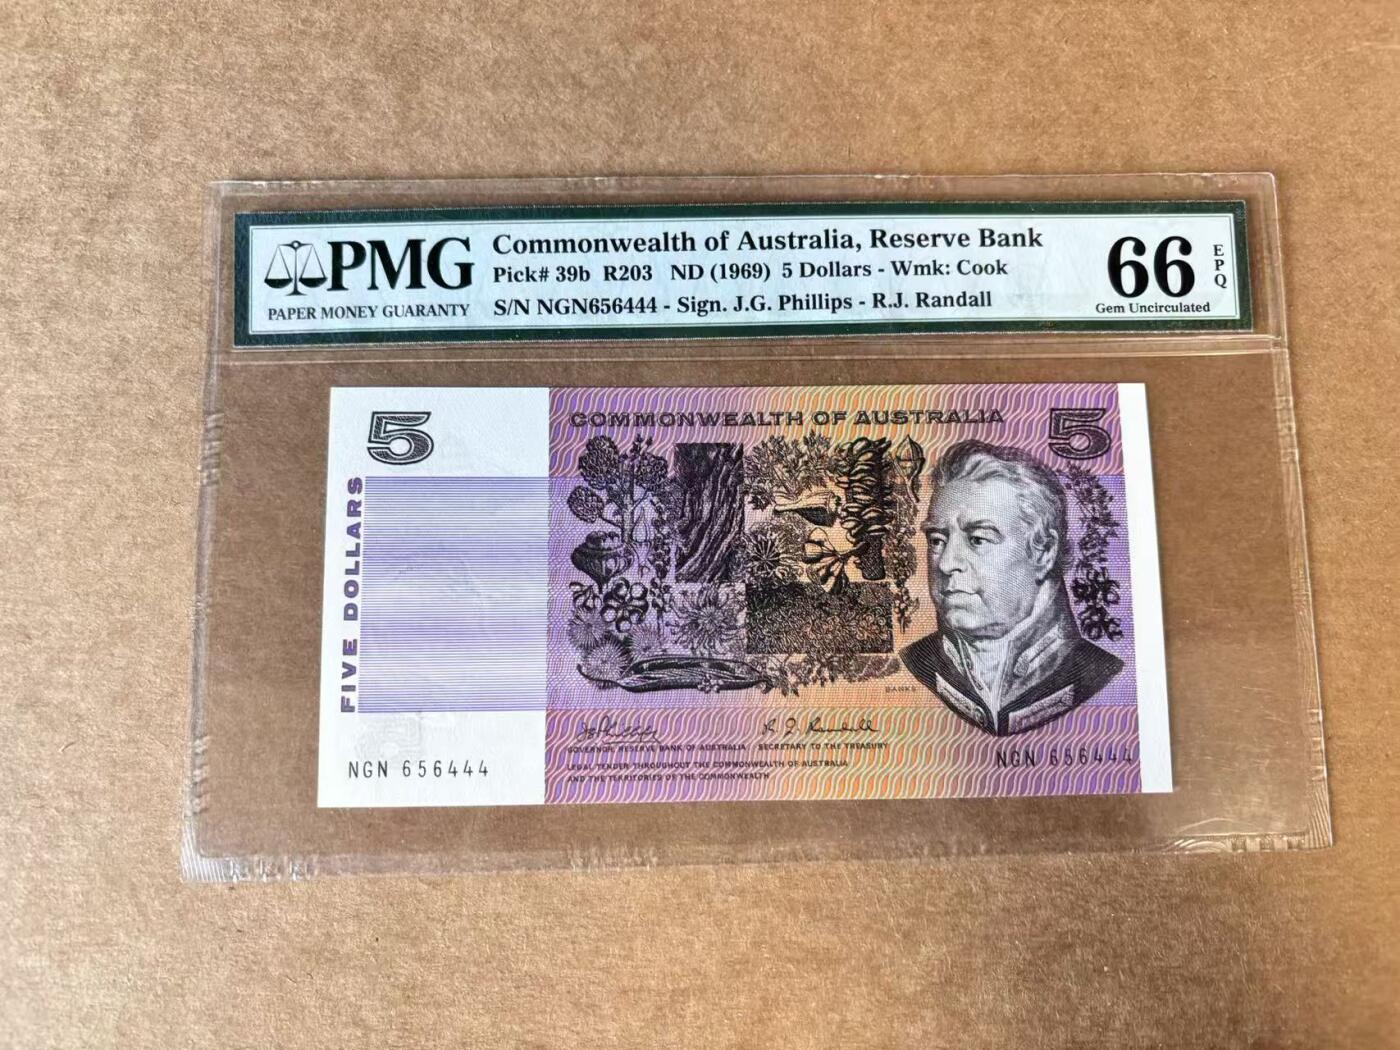 PMG
PAPER MONEY GUARANTY
Commonwealth of Australia, Reserve Bank
Pick# 39b R203 ND (1969) 5 Dollars - Wmk: Cook
S/N NGN656444 - Sign. J.G. Phillips - R.J. Randall
66
Gem Uncirculated
EPQ
5
COMMONWEALTH OF AUSTRALIA
5
FIVE DOLLARS
BANKS
GOVERNOR, RESERVE BANK OF AUSTRALIA SECRETARY TO THE TREASURY
LEGAL TENDER THROUGHOUT THE COMMONWEALTH OF AUSTRALIA
AND THE TERRITORIES OF THE COMMONWEALTH
NGN 656444
NGN 656444